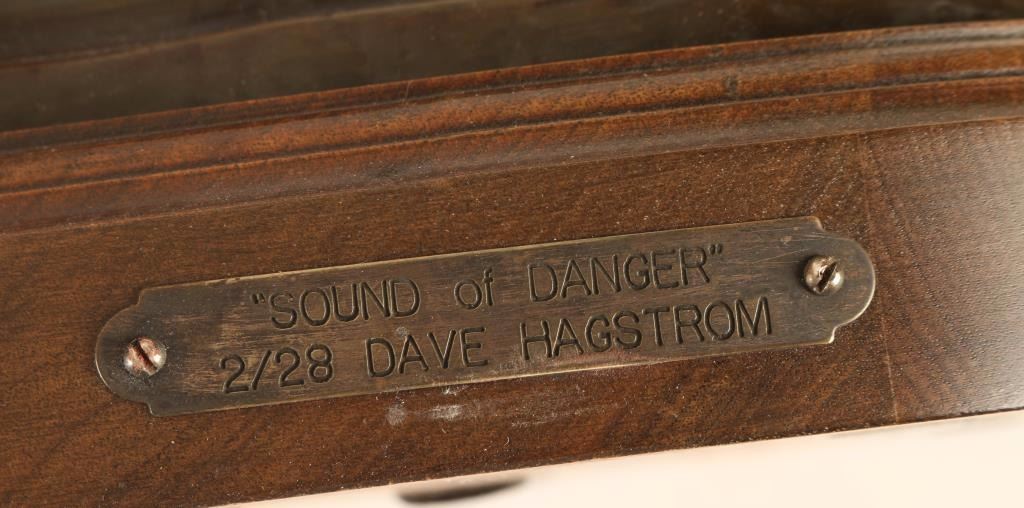 "SOUND of DANGER"
2/28 DAVE HAGSTROM